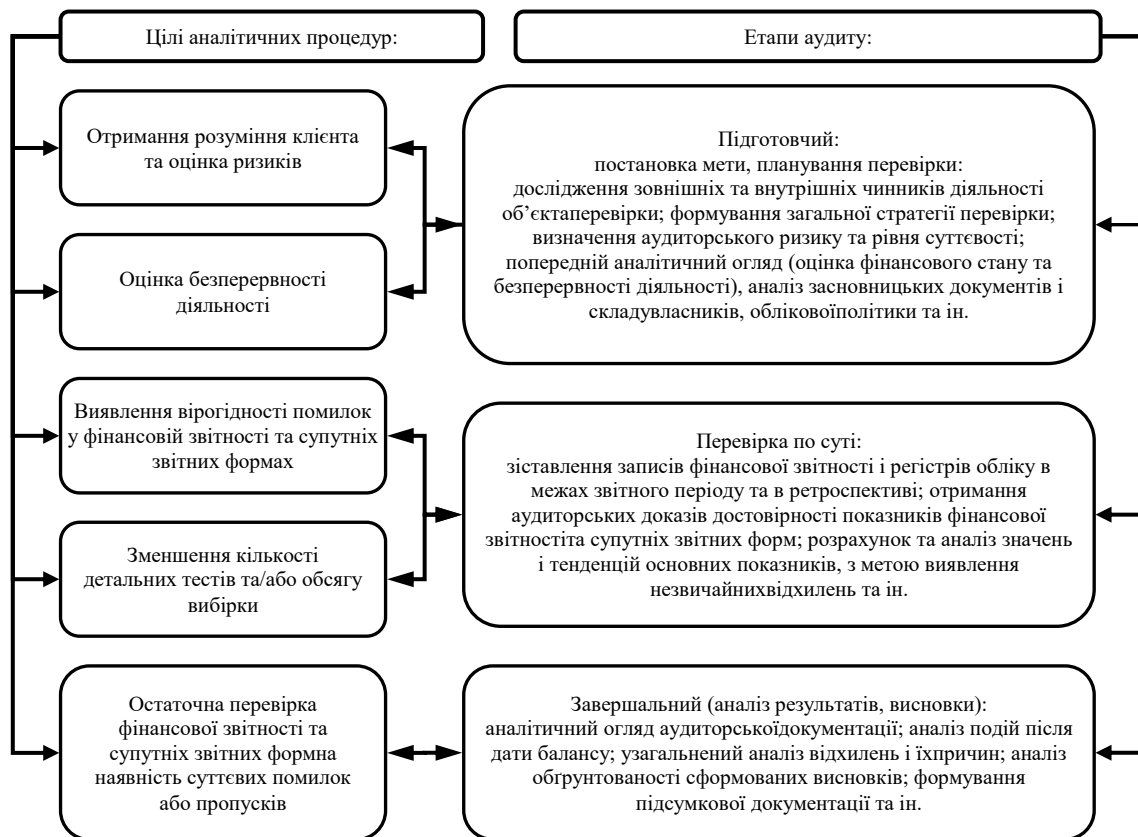 Цілі аналітичних процедур:
Етапи аудиту:
Отримання розуміння клієнта
та оцінка ризиків
Оцінка безперервності
діяльності
Підготовчий:
постановка мети, планування перевірки:
дослідження зовнішніх та внутрішніх чинників діяльності
об’єктаперевірки; формування загальної стратегії перевірки;
визначення аудиторського ризику та рівня суттєвості;
попередній аналітичний огляд (оцінка фінансового стану та
безперервності діяльності), аналіз засновницьких документів і
складувласників, обліковоїполітики та ін.
Виявлення вірогідності помилок
у фінансовій звітності та супутніх
звітних формах
Зменшення кількості
детальних тестів та/або обсягу
вибірки
Перевірка по суті:
зіставлення записів фінансової звітності і регістрів обліку в
межах звітного періоду та в ретроспективі; отримання
аудиторських доказів достовірності показників фінансової
звітностіта супутніх звітних форм; розрахунок та аналіз значень
і тенденцій основних показників, з метою виявлення
незвичайнихвідхилень та ін.
Остаточна перевірка
фінансової звітності та
супутніх звітних формна
наявність суттєвих помилок
або пропусків
Завершальний (аналіз результатів, висновки):
аналітичний огляд аудиторськоїдокументації; аналіз подій після
дати балансу; узагальнений аналіз відхилень і їхпричин; аналіз
обґрунтованості сформованих висновків; формування
підсумкової документації та ін.